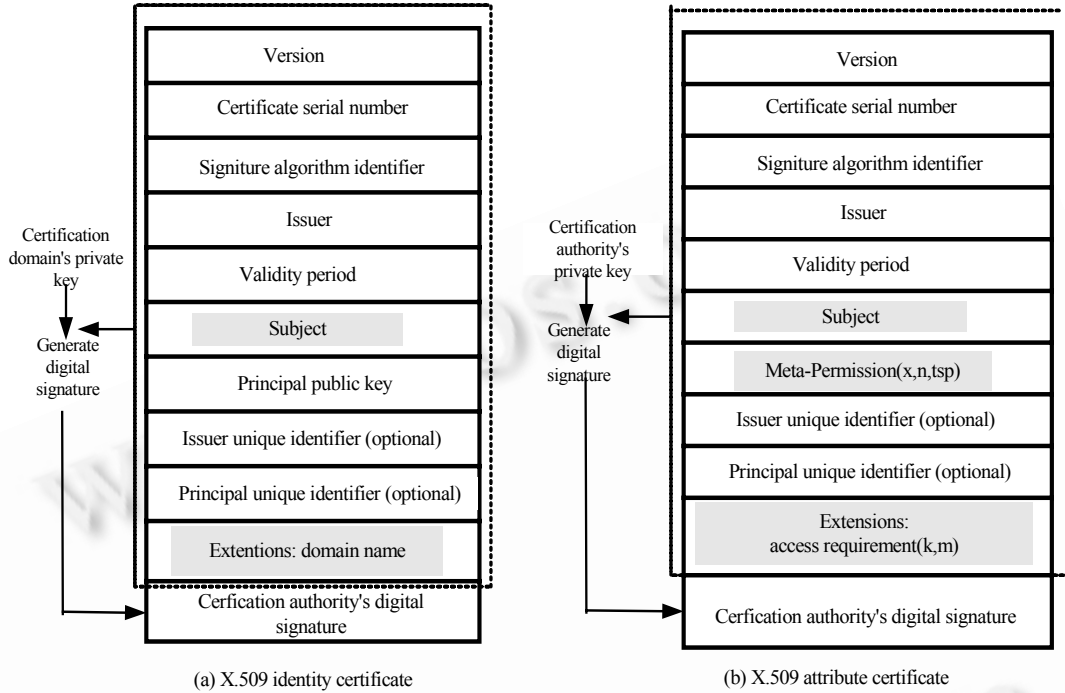 Version
Certificate serial number
Signiture algorithm identifier
Issuer
Validity period
Subject
Principal public key
Issuer unique identifier (optional)
Principal unique identifier (optional)
Extentions: domain name
Cerfication authority's digital
signature
Certification
domain's private
key
Generate
digital
signature
(a) X.509 identity certificate
Version
Certificate serial number
Signiture algorithm identifier
Issuer
Validity period
Subject
Meta-Permission(x,n,tsp)
Issuer unique identifier (optional)
Principal unique identifier (optional)
Extensions:
access requirement(k,m)
Cerfication authority's digital signature
Certification
authority's
private key
Generate
digital
signature
(b) X.509 attribute certificate